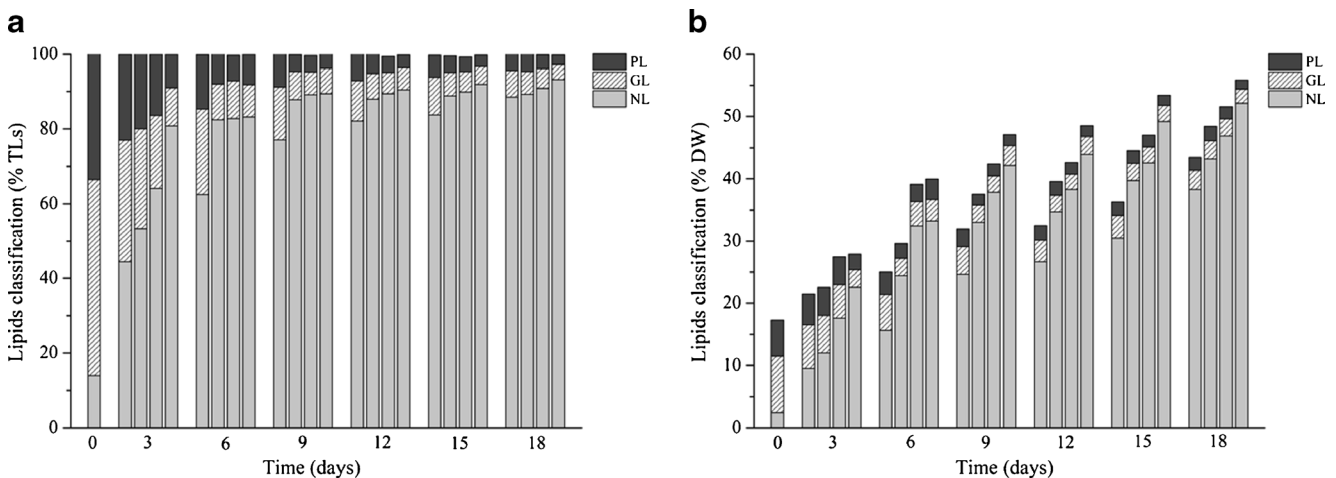 a
Lipids classification (% TLs)
100
80
60
40
20
0
0 3 6 9 12 15 18
Time (days)
PL
GL
NL
b
Lipids classification (% DW)
60
50
40
30
20
10
0
0 3 6 9 12 15 18
Time (days)
PL
GL
NL